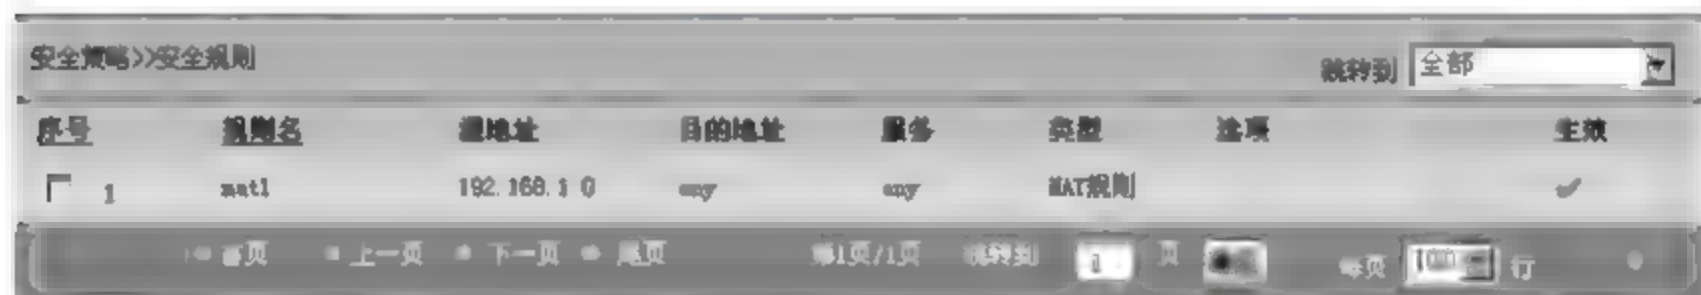 安全策略>>安全规则
跳转到 全部
序号 规则名 源地址 目的地址 服务 类型 选项 生效
1 nat1 192.168.1.0 any any NAT规则
首页 上一页 下一页 尾页 第1页/1页 跳转到 1 页 每页 100 行